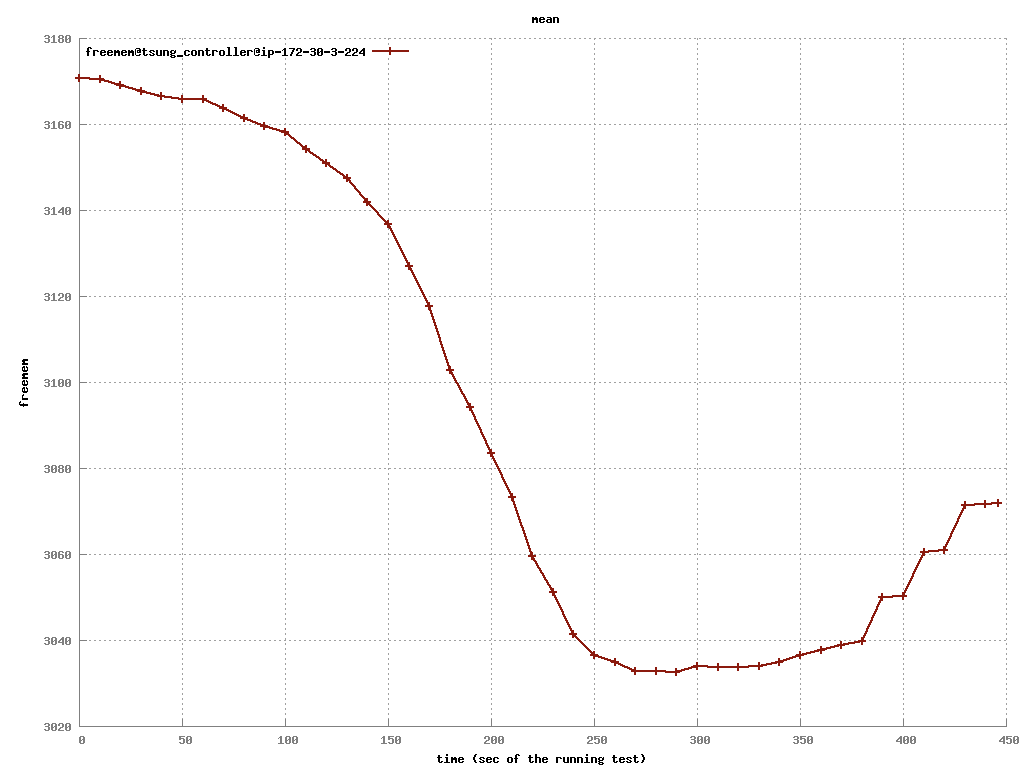 mean
3180
freemem@tsung_controller@ip-172-30-3-224
3160
3140
3120
3100
freemem
3080
3060
3040
3020
0 50 100 150 200 250 300 350 400 450
time (sec of the running test)